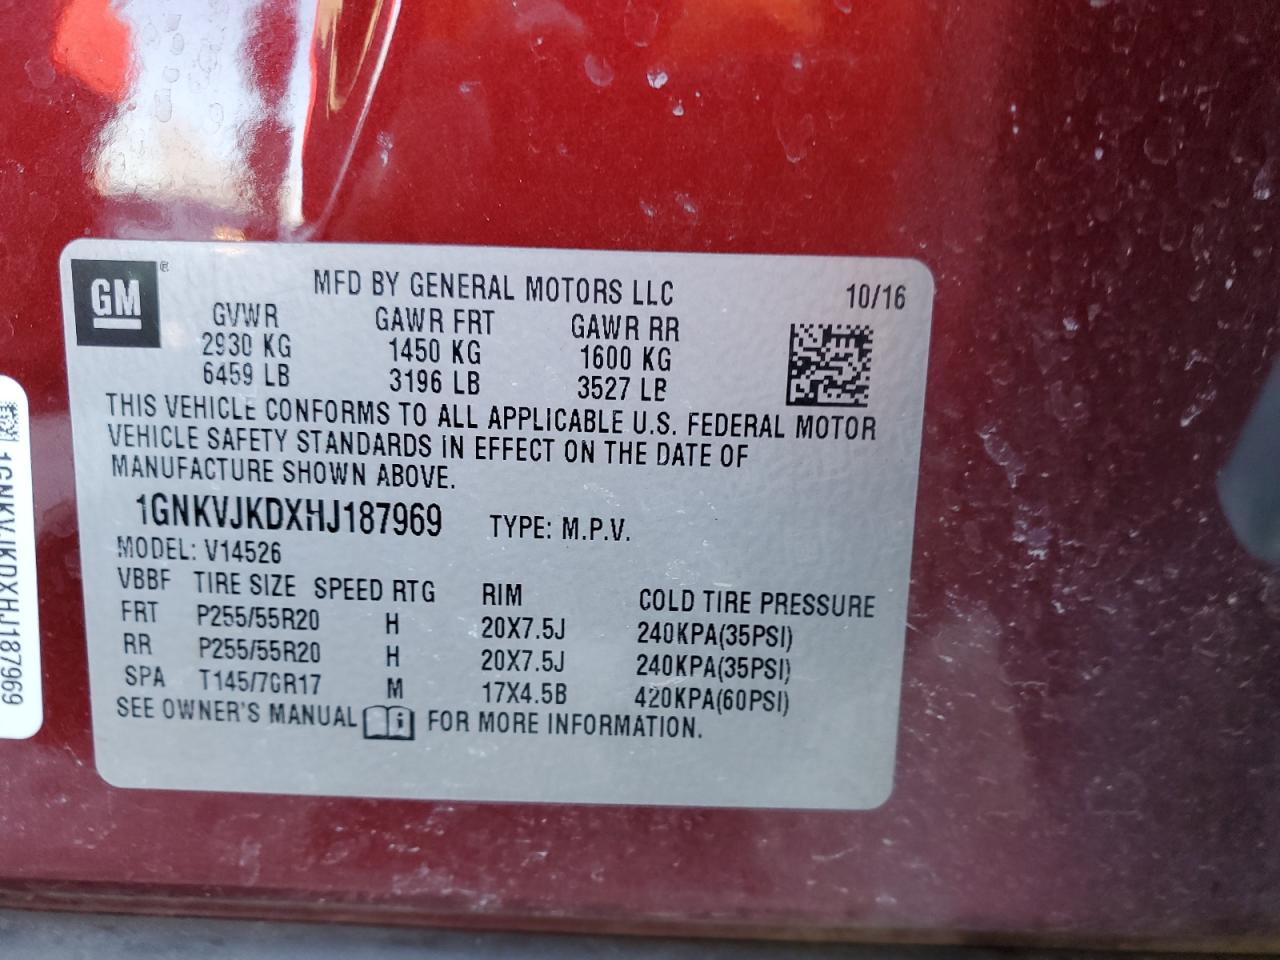 GM ®
MFD BY GENERAL MOTORS LLC 10/16
GVWR GAWR FRT GAWR RR
2930 KG 1450 KG 1600 KG
6459 LB 3196 LB 3527 LB
THIS VEHICLE CONFORMS TO ALL APPLICABLE U.S. FEDERAL MOTOR
VEHICLE SAFETY STANDARDS IN EFFECT ON THE DATE OF
MANUFACTURE SHOWN ABOVE.
1GNKVJKDXHJ187969 TYPE: M.P.V.
MODEL: V14526
VBBF TIRE SIZE SPEED RTG RIM COLD TIRE PRESSURE
FRT P255/55R20 H 20X7.5J 240KPA(35PSI)
RR P255/55R20 H 20X7.5J 240KPA(35PSI)
SPA T145/70R17 M 17X4.5B 420KPA(60PSI)
SEE OWNER'S MANUAL i FOR MORE INFORMATION.
1GNKVJKDXHJ187969